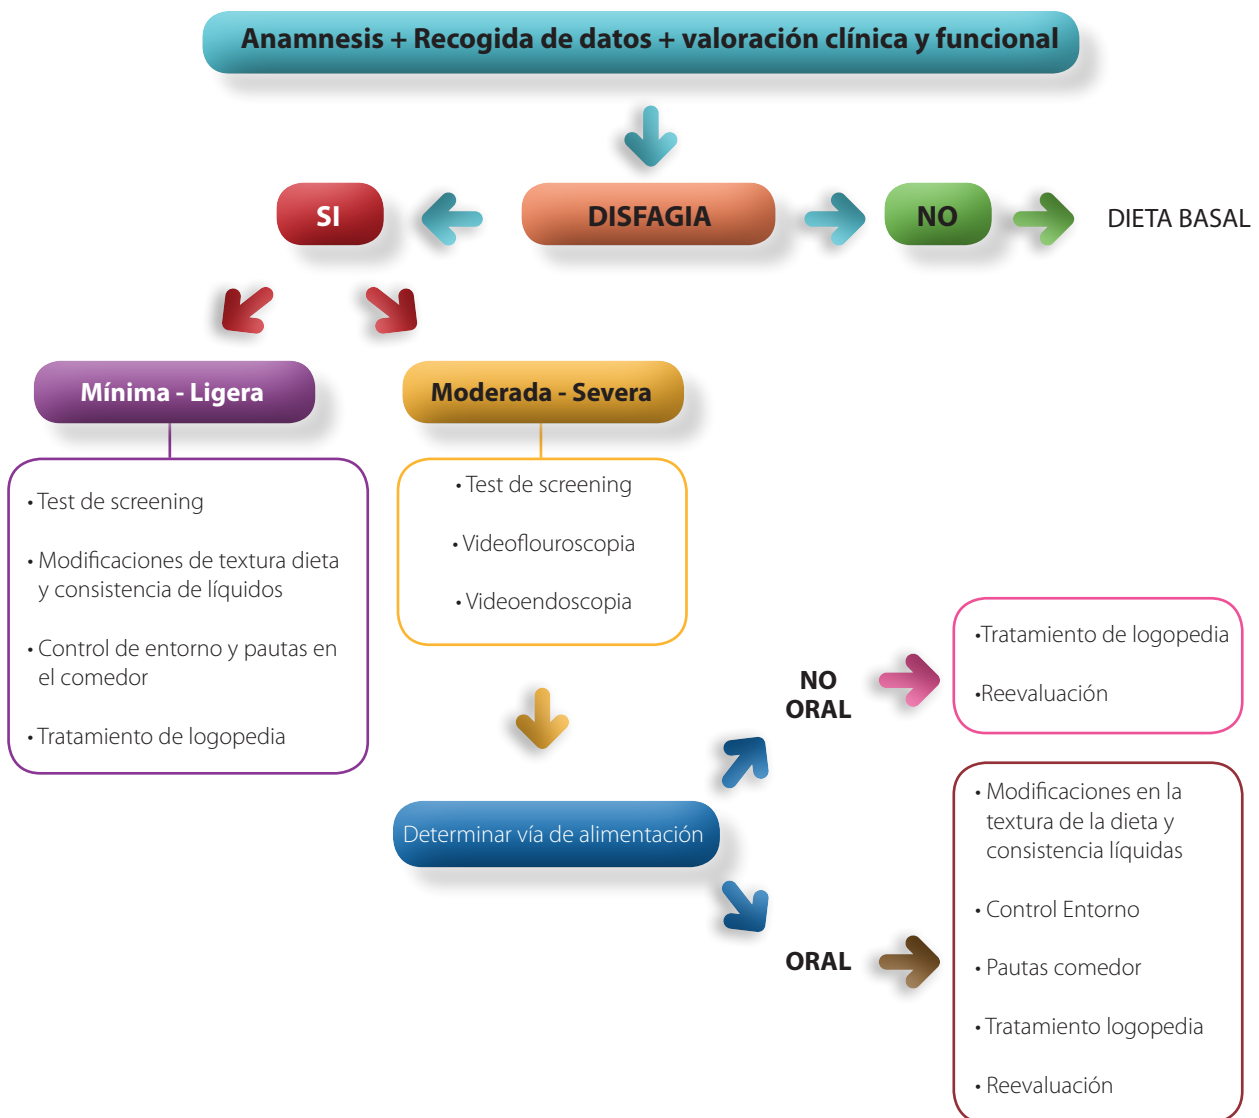 Anamnesis + Recogida de datos + valoración clínica y funcional
SI
DISFAGIA
NO
DIETA BASAL
Mínima - Ligera
Moderada - Severa
• Test de screening
• Modificaciones de textura dieta
y consistencia de líquidos
• Control de entorno y pautas en
el comedor
• Tratamiento de logopedia
• Test de screening
• Videoflouroscopia
• Videoendoscopia
Determinar vía de alimentación
NO
ORAL
•Tratamiento de logopedia
•Reevaluación
ORAL
• Modificaciones en la
textura de la dieta y
consistencia líquidas
• Control Entorno
• Pautas comedor
• Tratamiento logopedia
• Reevaluación